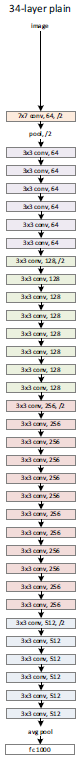 34-layer plain
image
7x7 conv, 64, /2
pool, /2
3x3 conv, 64
3x3 conv, 64
3x3 conv, 64
3x3 conv, 64
3x3 conv, 64
3x3 conv, 64
3x3 conv, 128, /2
3x3 conv, 128
3x3 conv, 128
3x3 conv, 128
3x3 conv, 128
3x3 conv, 128
3x3 conv, 128
3x3 conv, 128
3x3 conv, 256, /2
3x3 conv, 256
3x3 conv, 256
3x3 conv, 256
3x3 conv, 256
3x3 conv, 256
3x3 conv, 256
3x3 conv, 256
3x3 conv, 256
3x3 conv, 256
3x3 conv, 256
3x3 conv, 256
3x3 conv, 512, /2
3x3 conv, 512
3x3 conv, 512
3x3 conv, 512
3x3 conv, 512
3x3 conv, 512
avg pool
fc 1000